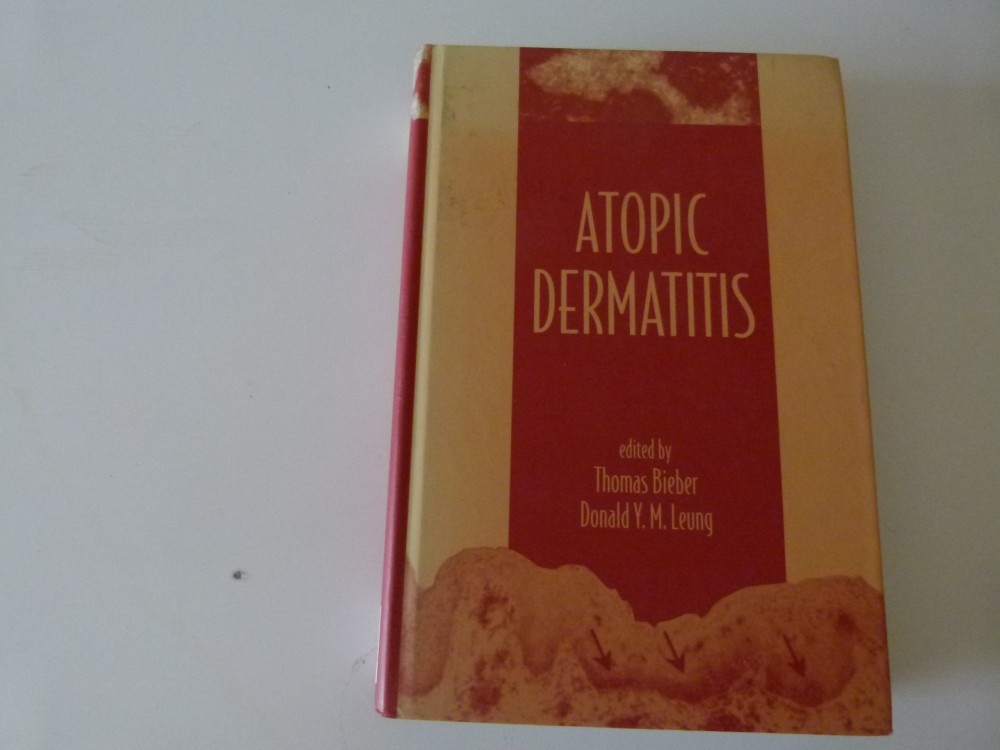 ATOPIC
DERMATITIS
edited by
Thomas Bieber
Donald Y. M. Leung